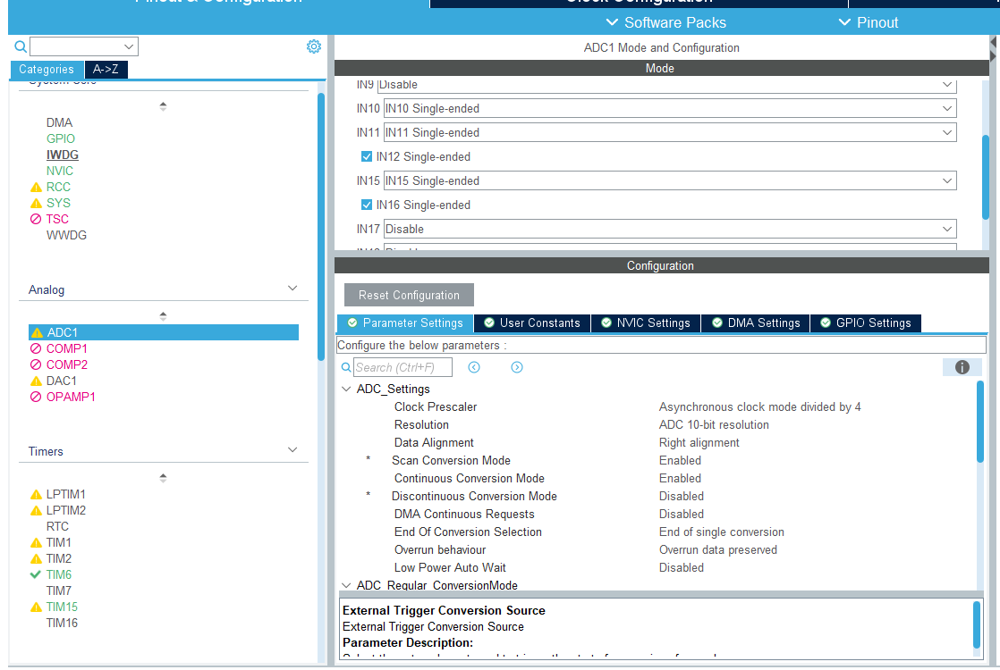 Pinout & Configuration
Clock Configuration
Software Packs
Pinout
Categories
A->Z
System Core
DMA
GPIO
IWDG
NVIC
RCC
SYS
TSC
WWDG
Analog
ADC1
COMP1
COMP2
DAC1
OPAMP1
Timers
LPTIM1
LPTIM2
RTC
TIM1
TIM2
TIM6
TIM7
TIM15
TIM16
ADC1 Mode and Configuration
Mode
IN9 Disable
IN10 IN10 Single-ended
IN11 IN11 Single-ended
IN12 Single-ended
IN15 IN15 Single-ended
IN16 Single-ended
IN17 Disable
Configuration
Reset Configuration
Parameter Settings
User Constants
NVIC Settings
DMA Settings
GPIO Settings
Configure the below parameters :
Search (Ctrl+F)
ADC_Settings
Clock Prescaler Asynchronous clock mode divided by 4
Resolution ADC 10-bit resolution
Data Alignment Right alignment
* Scan Conversion Mode Enabled
Continuous Conversion Mode Enabled
* Discontinuous Conversion Mode Disabled
DMA Continuous Requests Disabled
End Of Conversion Selection End of single conversion
Overrun behaviour Overrun data preserved
Low Power Auto Wait Disabled
ADC_Regular_ConversionMode
External Trigger Conversion Source
External Trigger Conversion Source
Parameter Description: